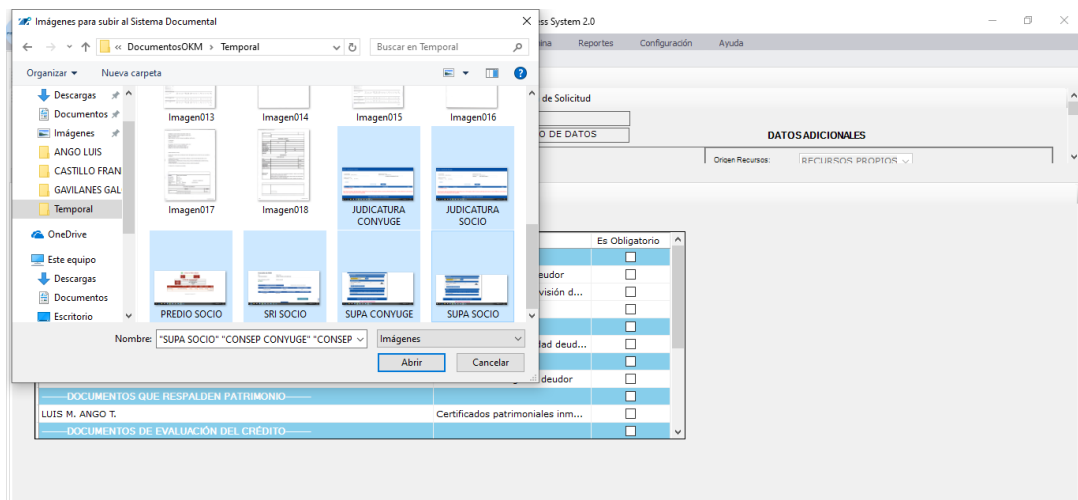 Imágenes para subir al Sistema Documental
ess System 2.0
« DocumentosOKM > Temporal
Buscar en Temporal
Reportes
Configuración
Ayuda
Organizar
Nueva carpeta
Descargas
Documentos
Imágenes
ANGO LUIS
CASTILLO FRAN
GAVILANES GAL
Temporal
OneDrive
Este equipo
Descargas
Documentos
Escritorio
Imagen013
Imagen014
Imagen015
Imagen016
Imagen017
Imagen018
JUDICATURA
CONYUGE
JUDICATURA
SOCIO
PREDIO SOCIO
SRI SOCIO
SUPA CONYUGE
SUPA SOCIO
Nombre:
"SUPA SOCIO" "CONSEP CONYUGE" "CONSEP
Imágenes
Abrir
Cancelar
de Solicitud
O DE DATOS
DATOS ADICIONALES
Origen Recursos:
RECURSOS PROPIOS
Es Obligatorio
eudor
visión d...
dad deud...
deudor
-------DOCUMENTOS QUE RESPALDEN PATRIMONIO-------
LUIS M. ANGO T.
Certificados patrimoniales inm...
-------DOCUMENTOS DE EVALUACIÓN DEL CRÉDITO-------